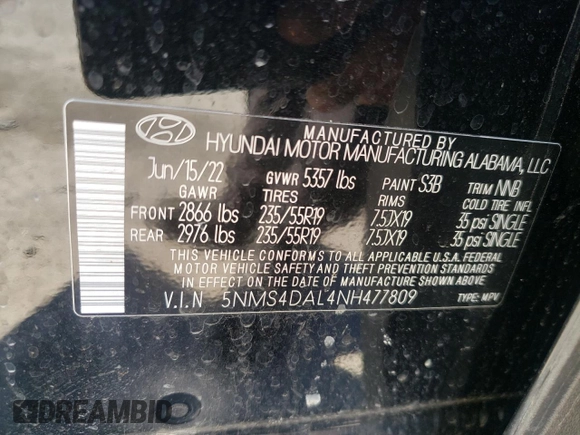 MANUFACTURED BY
HYUNDAI MOTOR MANUFACTURING ALABAMA, LLC
Jun/15/22 GVWR 5357 lbs PAINT S3B TRIM NNB
GAWR TIRES RIMS COLD TIRE INFL
FRONT 2866 lbs 235/55R19 7.5JX19 35 psi SINGLE
REAR 2976 lbs 235/55R19 7.5JX19 35 psi SINGLE
THIS VEHICLE CONFORMS TO ALL APPLICABLE U.S.A. FEDERAL
MOTOR VEHICLE SAFETY AND THEFT PREVENTION STANDARDS
IN EFFECT ON THE DATE OF MANUFACTURE SHOWN ABOVE.
V.I.N 5NMS4DAL4NH477809 TYPE: MPV
DREAMBID